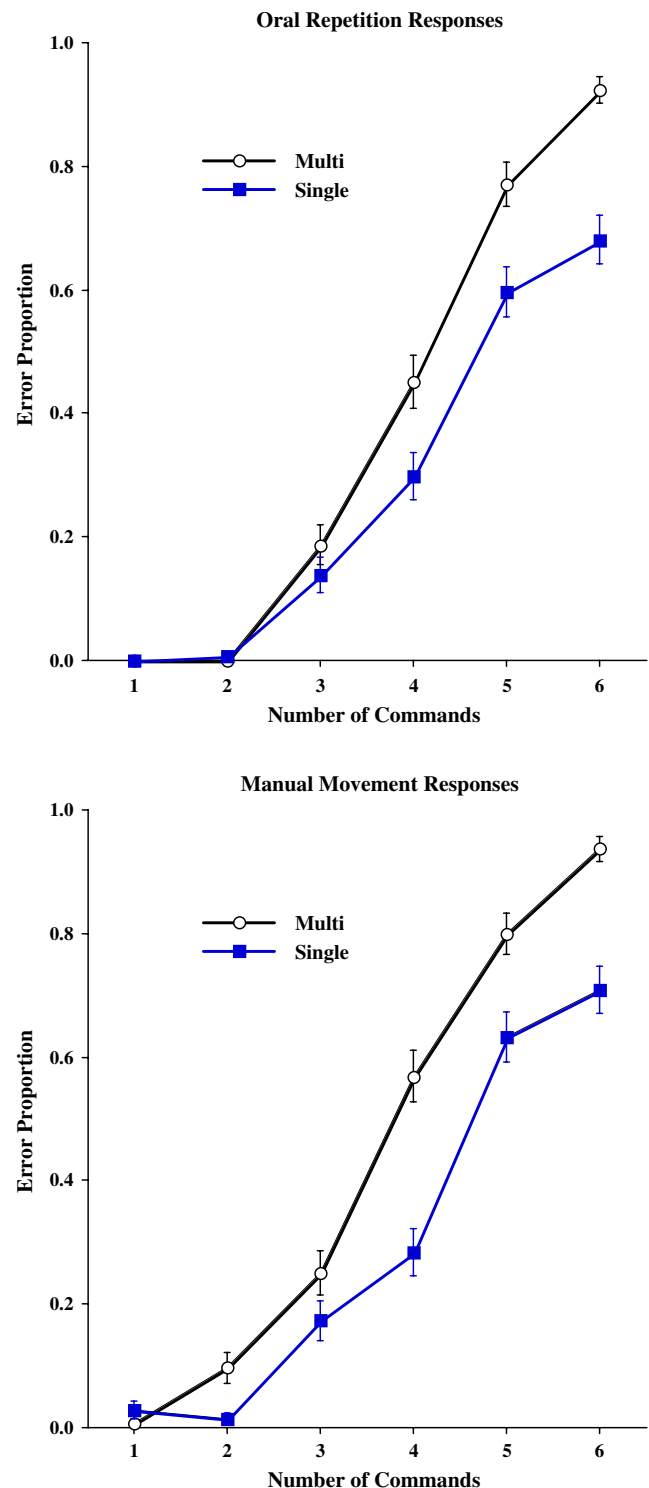 Oral Repetition Responses
1.0
0.8
0.6
0.4
0.2
0.0
Error Proportion
Multi
Single
1 2 3 4 5 6
Number of Commands
Manual Movement Responses
1.0
0.8
0.6
0.4
0.2
0.0
Error Proportion
Multi
Single
1 2 3 4 5 6
Number of Commands